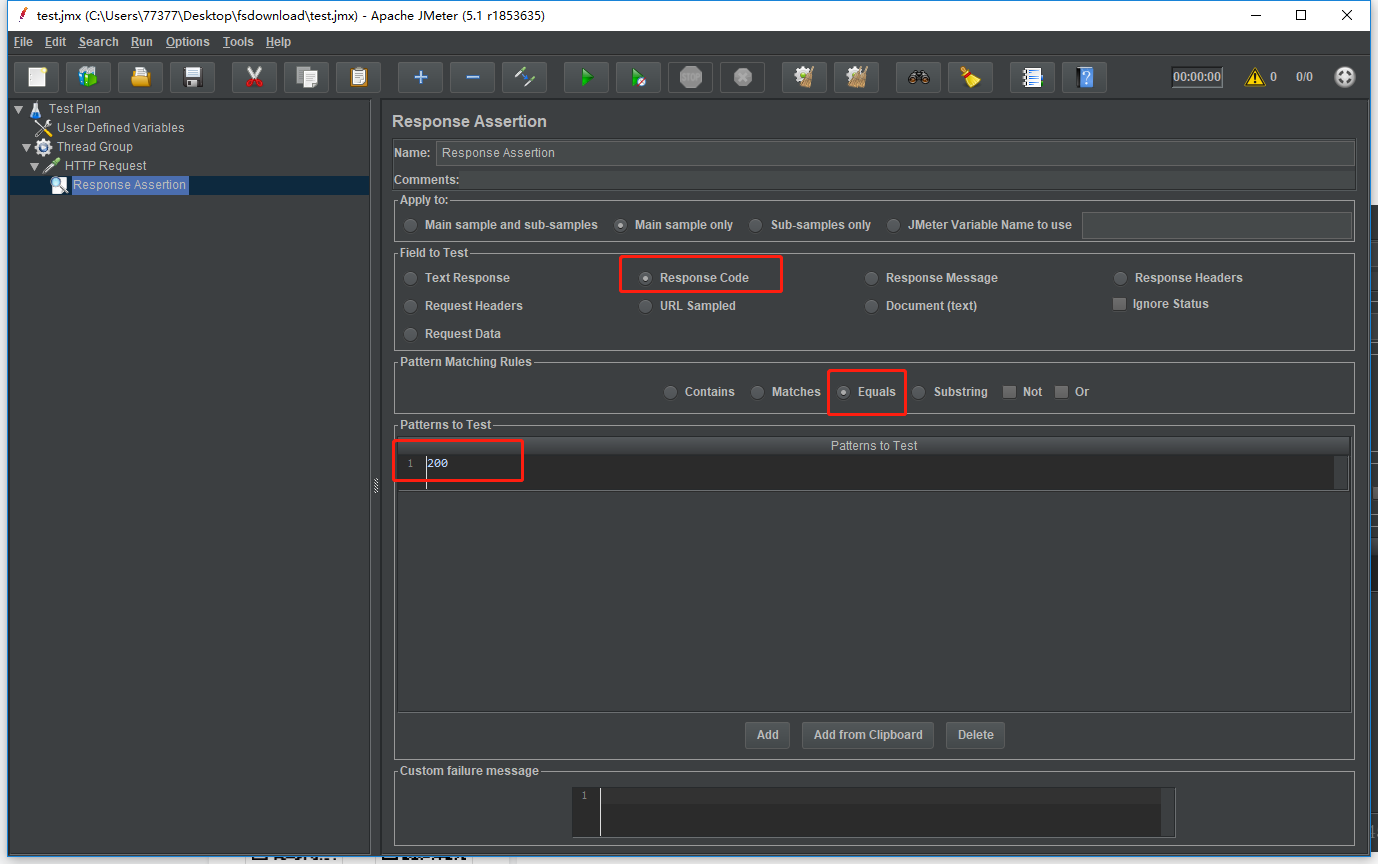 test.jmx (C:\Users\77377\Desktop\fsdownload\test.jmx) - Apache JMeter (5.1 r1853635)
File Edit Search Run Options Tools Help
STOP 00:00:00 0 0/0
Test Plan
User Defined Variables
Thread Group
HTTP Request
Response Assertion
Response Assertion
Name: Response Assertion
Comments:
Apply to:
Main sample and sub-samples Main sample only Sub-samples only JMeter Variable Name to use
Field to Test
Text Response Response Code Response Message Response Headers
Request Headers URL Sampled Document (text) Ignore Status
Request Data
Pattern Matching Rules
Contains Matches Equals Substring Not Or
Patterns to Test
Patterns to Test
1 200
Add Add from Clipboard Delete
Custom failure message
1